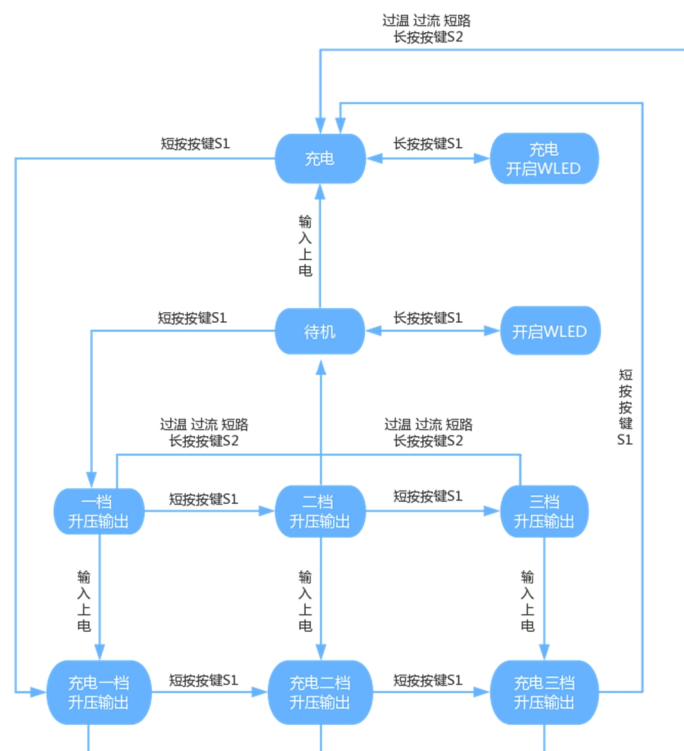 过温 过流 短路
长按按键S2
短按按键S1
充电
长按按键S1
充电
开启WLED
输
入
上
电
短按按键S1
待机
长按按键S1
开启WLED
短
按
按
键
S1
过温 过流 短路
长按按键S2
过温 过流 短路
长按按键S2
一档
升压输出
短按按键S1
二档
升压输出
短按按键S1
三档
升压输出
输
入
上
电
输
入
上
电
输
入
上
电
充电一档
升压输出
短按按键S1
充电二档
升压输出
短按按键S1
充电三档
升压输出